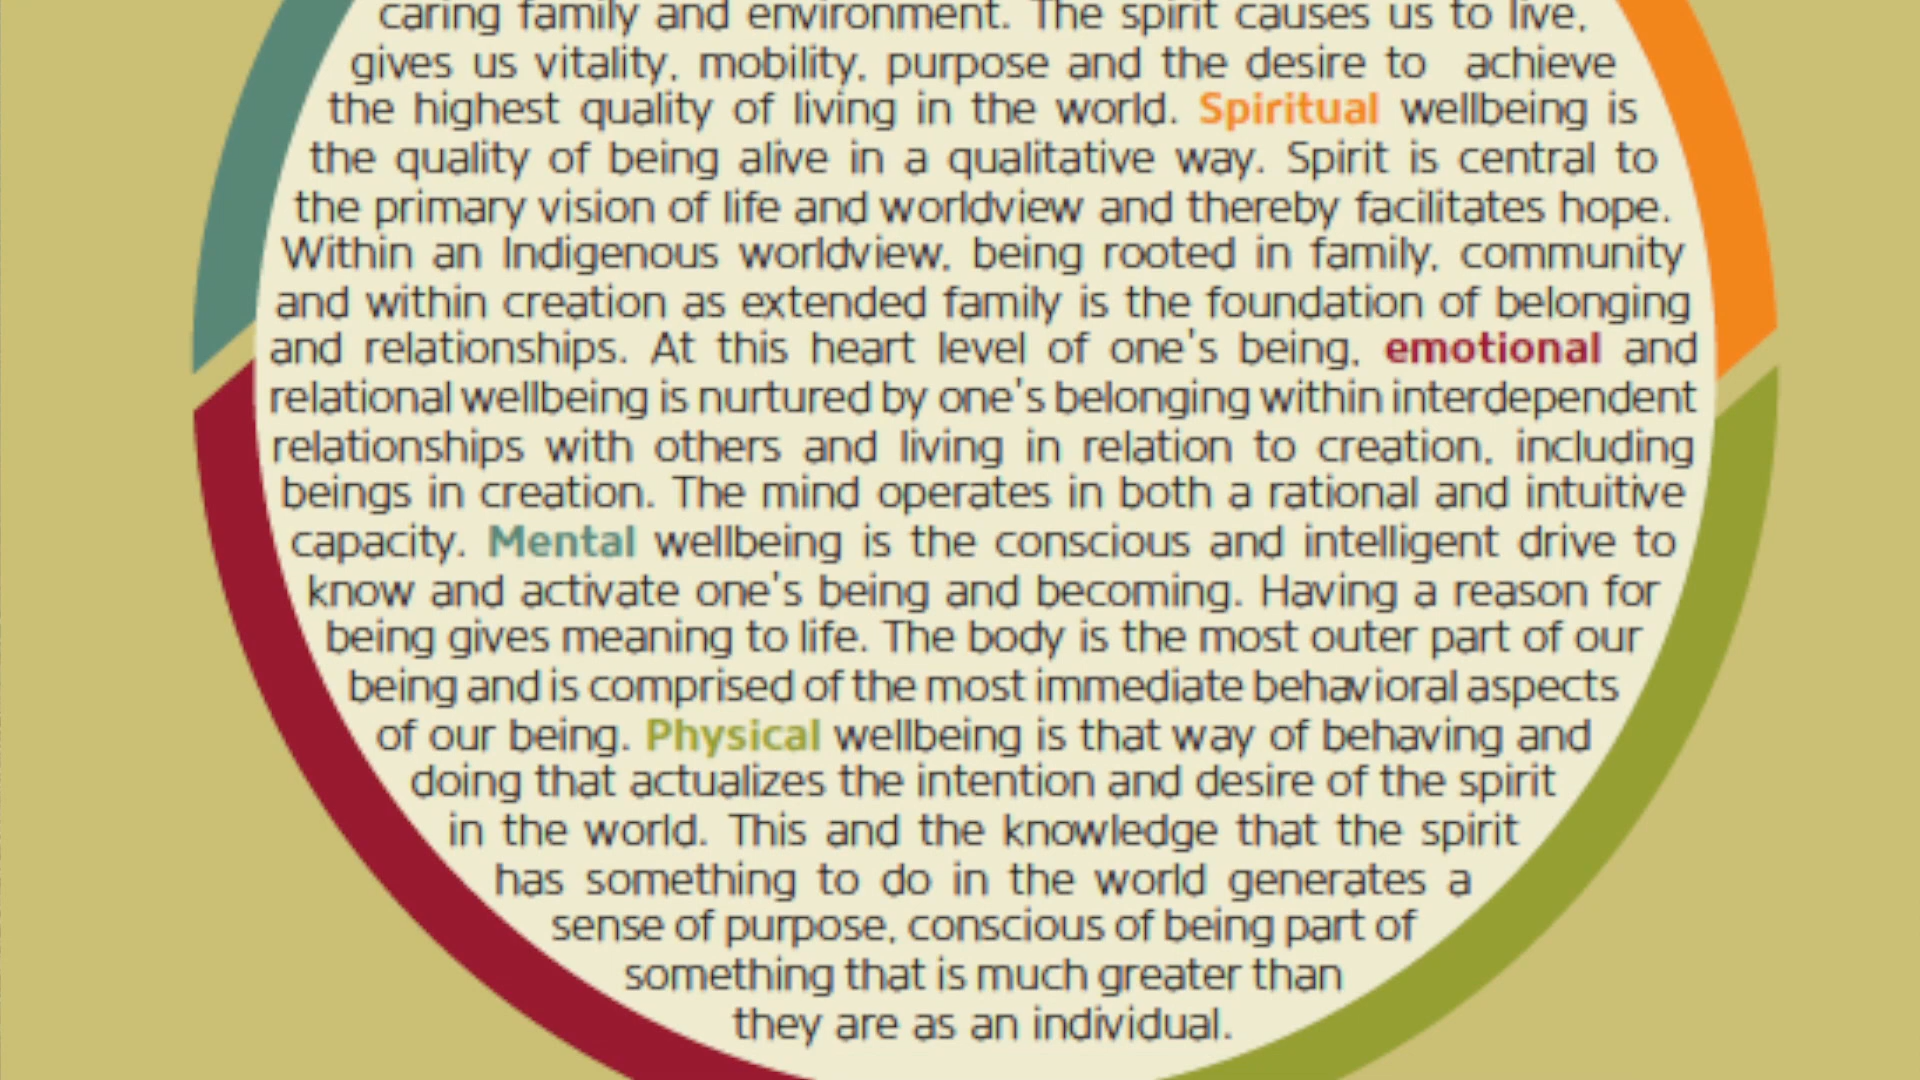 caring family and environment. The spirit causes us to live,
gives us vitality, mobility, purpose and the desire to achieve
the highest quality of living in the world. Spiritual wellbeing is
the quality of being alive in a qualitative way. Spirit is central to
the primary vision of life and worldview and thereby facilitates hope.
Within an Indigenous worldview, being rooted in family, community
and within creation as extended family is the foundation of belonging
and relationships. At this heart level of one's being, emotional and
relational wellbeing is nurtured by one's belonging within interdependent
relationships with others and living in relation to creation, including
beings in creation. The mind operates in both a rational and intuitive
capacity. Mental wellbeing is the conscious and intelligent drive to
know and activate one's being and becoming. Having a reason for
being gives meaning to life. The body is the most outer part of our
being and is comprised of the most immediate behavioral aspects
of our being. Physical wellbeing is that way of behaving and
doing that actualizes the intention and desire of the spirit
in the world. This and the knowledge that the spirit
has something to do in the world generates a
sense of purpose, conscious of being part of
something that is much greater than
they are as an individual.